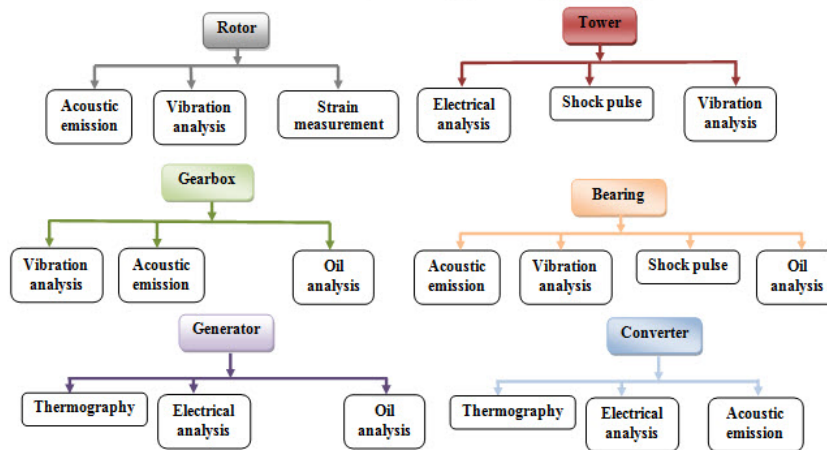 Rotor
Acoustic
emission
Vibration
analysis
Strain
measurement
Tower
Electrical
analysis
Shock pulse
Vibration
analysis
Gearbox
Vibration
analysis
Acoustic
emission
Oil
analysis
Bearing
Acoustic
emission
Vibration
analysis
Shock pulse
Oil
analysis
Generator
Thermography
Electrical
analysis
Oil
analysis
Converter
Thermography
Electrical
analysis
Acoustic
emission